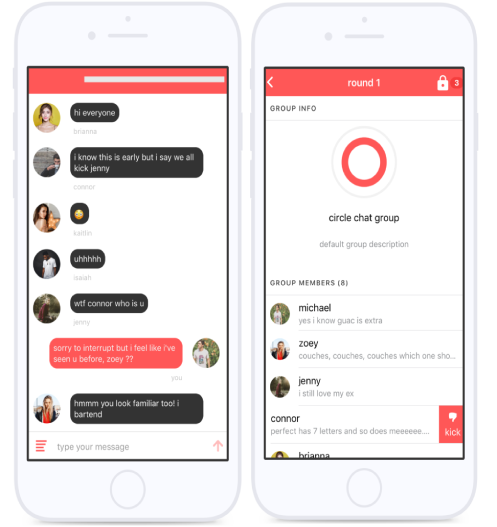 hi everyone
brianna
i know this is early but i say we all
kick jenny
connor
kaitlin
uhhhhh
isaiah
wtf connor who is u
jenny
sorry to interrupt but i feel like i've
seen u before, zoey ??
you
hmmm you look familiar too! i
bartend
type your message
round 1
3
GROUP INFO
circle chat group
default group description
GROUP MEMBERS (8)
michael
yes i know guac is extra
zoey
couches, couches, couches which one sho...
jenny
i still love my ex
connor
perfect has 7 letters and so does meeeeee....
kick
brianna